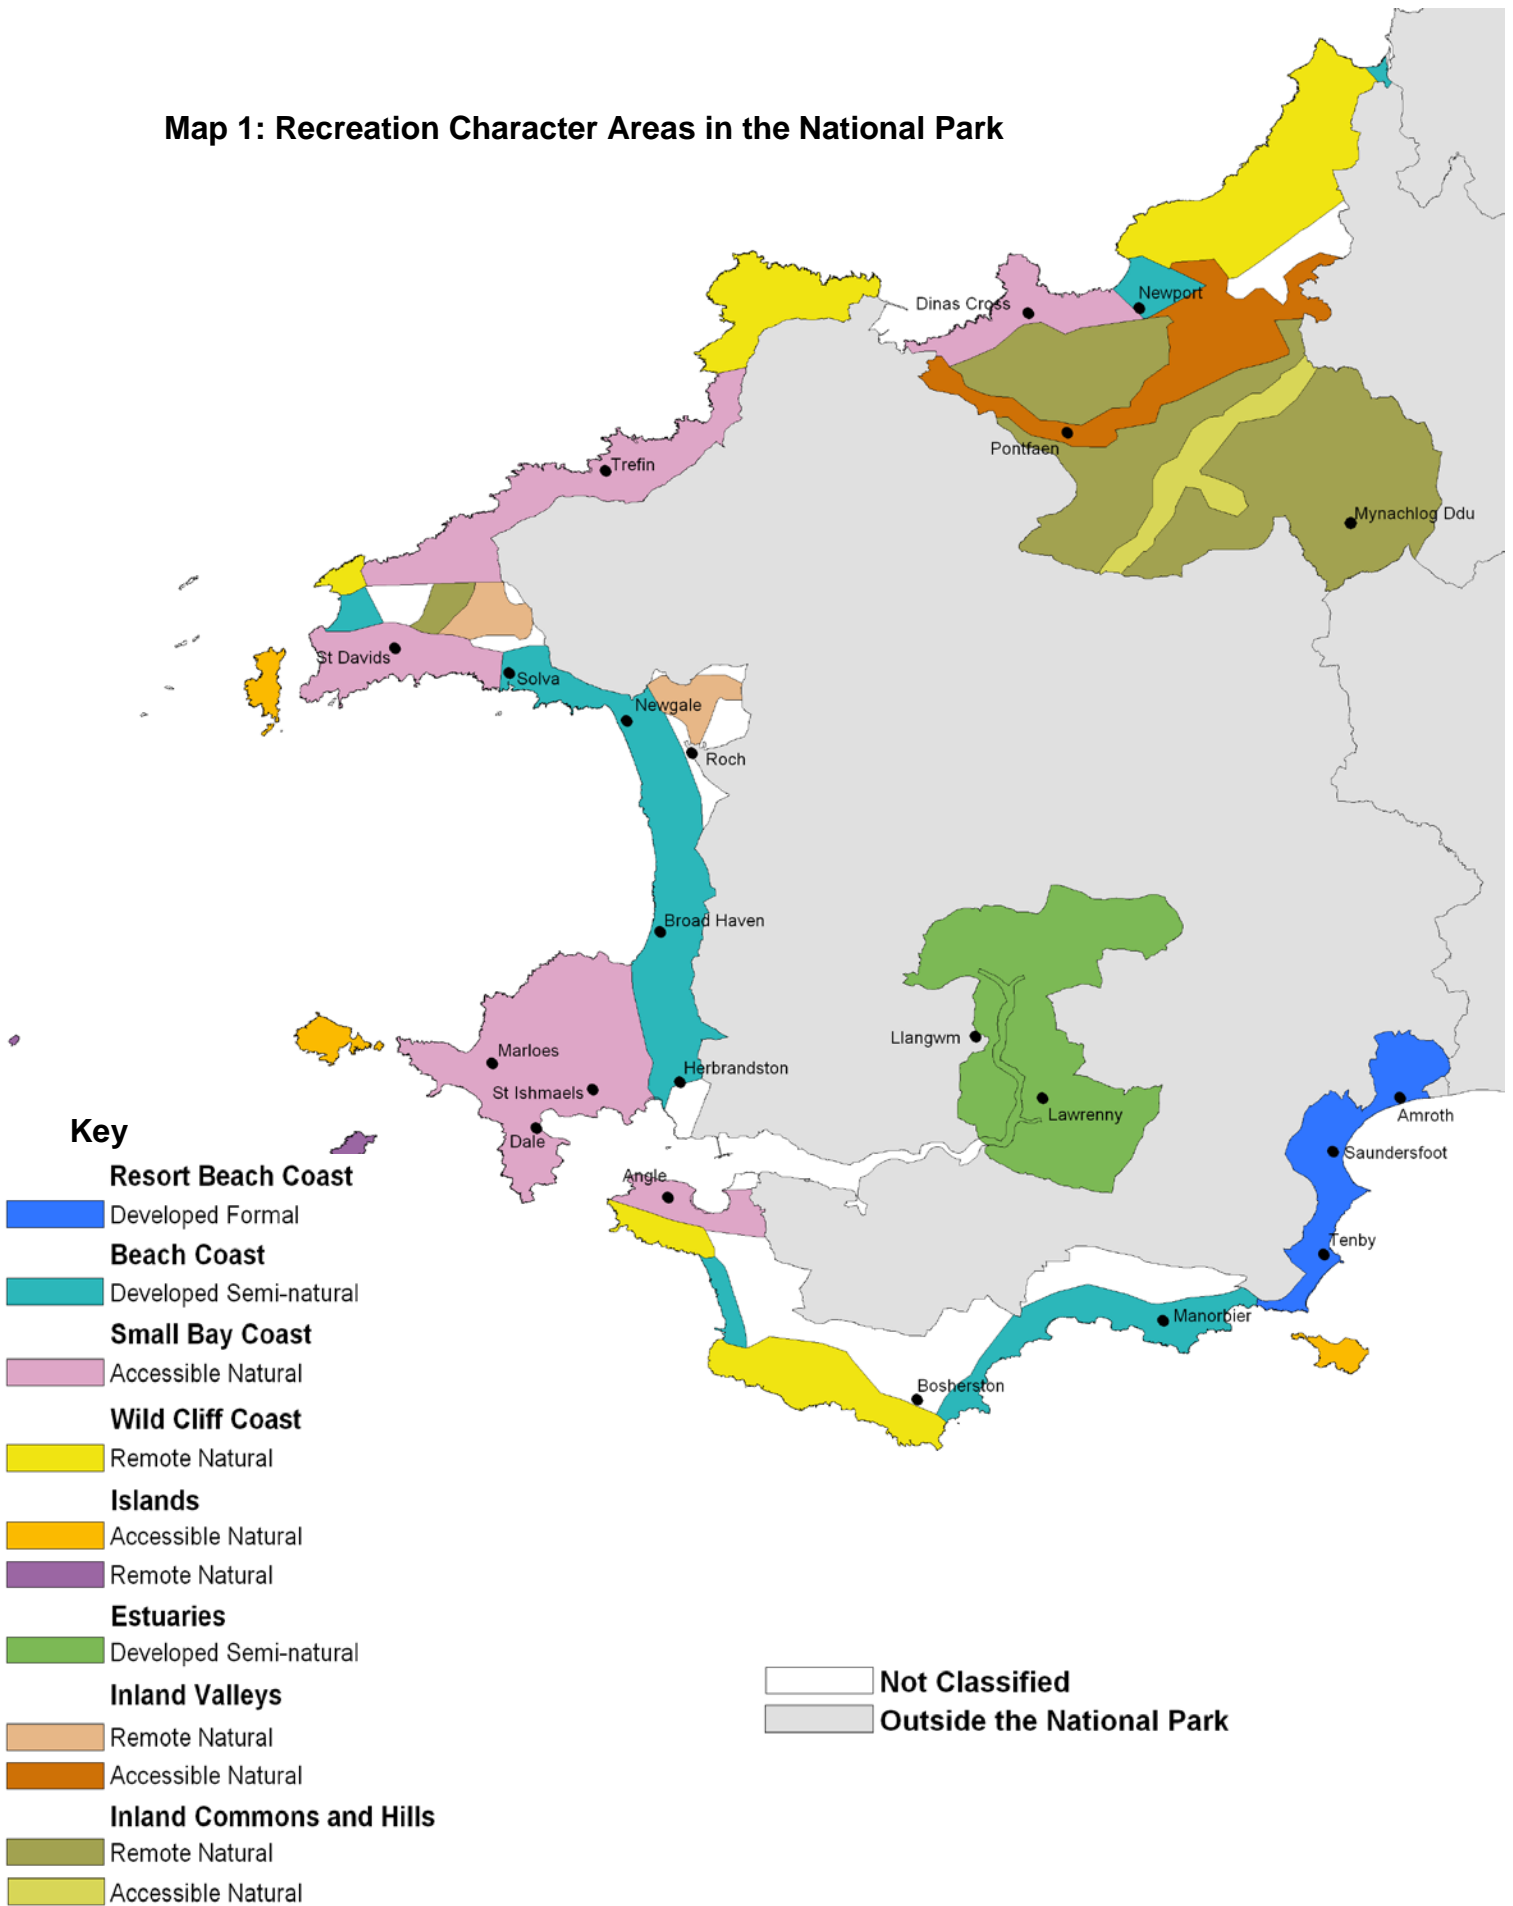 Map 1: Recreation Character Areas in the National Park
Dinas Cross
Newport
Trefin
Pontfaen
Mynachlog Ddu
St Davids
Solva
Newgale
Roch
Broad Haven
Llangwm
Marloes
Herbrandston
St Ishmaels
Lawrenny
Amroth
Dale
Saundersfoot
Angle
Tenby
Manorbier
Bosherston
Key
Resort Beach Coast
Developed Formal
Beach Coast
Developed Semi-natural
Small Bay Coast
Accessible Natural
Wild Cliff Coast
Remote Natural
Islands
Accessible Natural
Remote Natural
Estuaries
Developed Semi-natural
Inland Valleys
Remote Natural
Accessible Natural
Inland Commons and Hills
Remote Natural
Accessible Natural
Not Classified
Outside the National Park